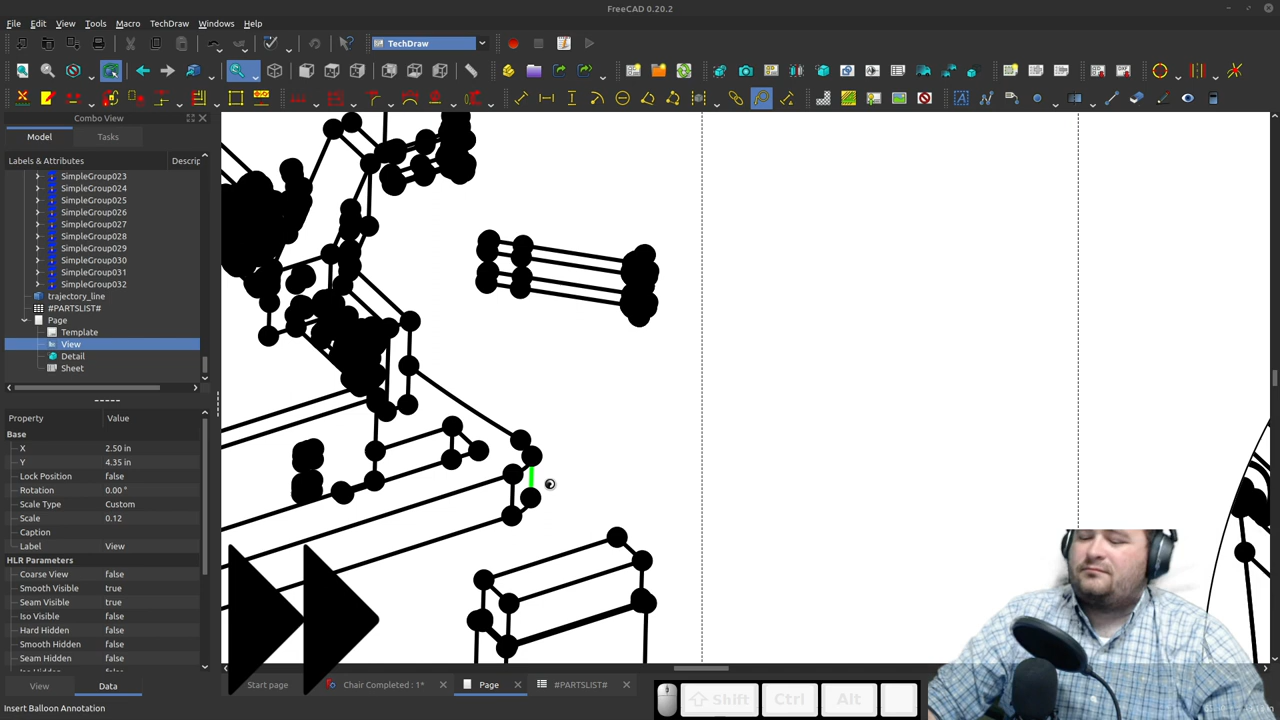 FreeCAD 0.20.2
File Edit View Tools Macro TechDraw Windows Help
TechDraw
Combo View
Model Tasks
Labels & Attributes Descrip
SimpleGroup023
SimpleGroup024
SimpleGroup025
SimpleGroup026
SimpleGroup027
SimpleGroup028
SimpleGroup029
SimpleGroup030
SimpleGroup031
SimpleGroup032
trajectory_line
#PARTSLIST#
Page
Template
View
Detail
Sheet
Property Value
Base
X 2.50 in
Y 4.35 in
Lock Position false
Rotation 0.00 °
Scale Type Custom
Scale 0.12
Caption
Label View
HLR Parameters
Coarse View false
Smooth Visible true
Seam Visible true
Iso Visible false
Hard Hidden false
Smooth Hidden false
Seam Hidden false
View Data
Start page Chair Completed : 1* Page #PARTSLIST#
Shift Ctrl Alt
Insert Balloon Annotation